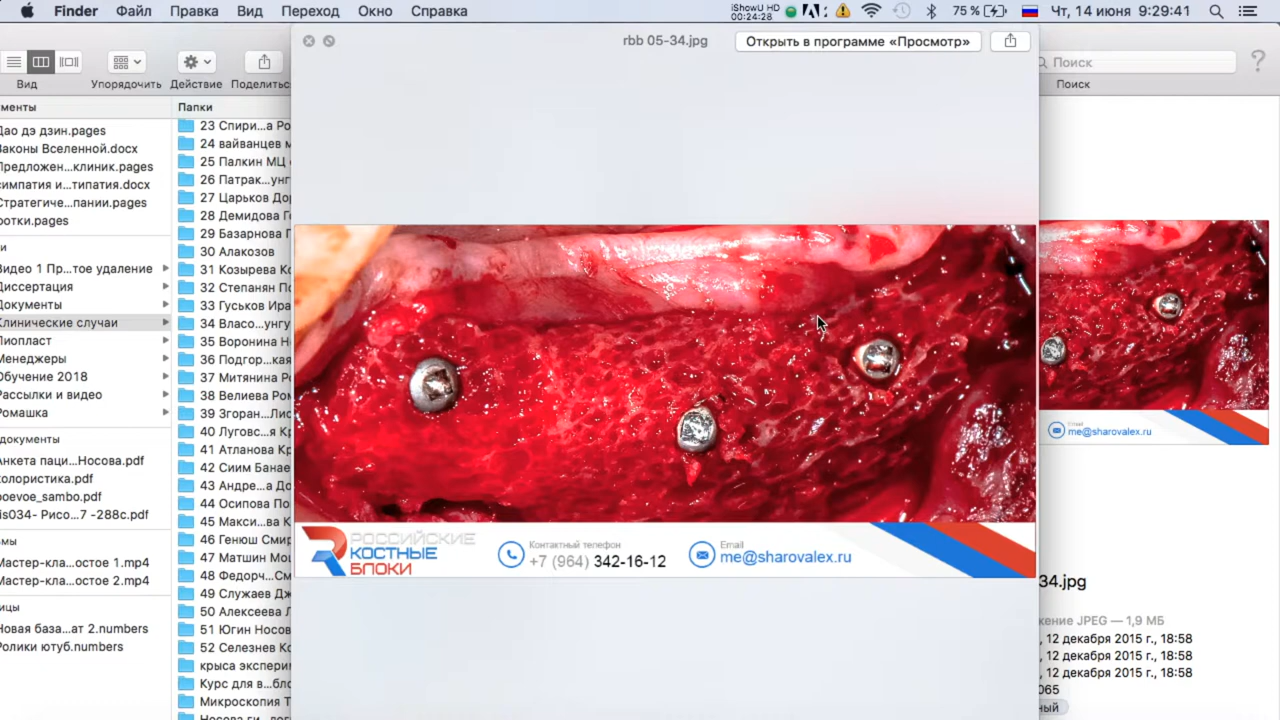 Finder Файл Правка Вид Переход Окно Справка
iShowU HD
00:24:28
75 %
Чт, 14 июня 9:29:41
rbb 05-34.jpg
Открыть в программе «Просмотр»
Поиск
Вид Упорядочить Действие Поделитьс
Поиск
менты
Дао дэ дзин.pages
Законы Вселенной.docx
Предложен...клиник.pages
симпатия и...типатия.docx
Стратегиче...пании.pages
ротки.pages
и
Видео 1 Пр...тое удаление
Диссертация
Документы
Клинические случаи
Лиопласт
Менеджеры
Обучение 2018
Рассылки и видео
Ромашка
документы
Анкета паци...Носова.pdf
колористика.pdf
boevoe_sambo.pdf
is034- Рисо...7 -288c.pdf
мы
Мастер-кла...остое 1.mp4
Мастер-кла...остое 2.mp4
ицы
Новая база...ат 2.numbers
Ролики ютуб.numbers
Папки
23 Спири...а Ро
24 вайванцев м
25 Палкин МЦ
26 Патрак...унг
27 Царьков Дор
28 Демидова Г
29 Базарнова Г
30 Алакозов
31 Козырева Ко
32 Степанян П
33 Гуськов Ира
34 Власо...унгу
35 Воронина Н
36 Подгор...кая
37 Митянина Р
38 Велиева Ром
39 Згоран...Лис
40 Луговс...я Кр
41 Атланова Кр
42 Сиим Банае
43 Андре...а До
44 Осипова По
45 Макси...ва К
46 Генюш Смир
47 Матшин Мош
48 Федорч...См
49 Служаев Дж
50 Алексеева Л
51 Югин Носов
52 Селезнев Ко
крыса экспери
Курс для в...бло
Микроскопия Т
РОССИЙСКИЕ
КОСТНЫЕ
БЛОКИ
Контактный телефон
+7 (964) 342-16-12
Email
me@sharovalex.ru
Email
me@sharovalex.ru
34.jpg
жение JPEG — 1,9 МБ
, 12 декабря 2015 г., 18:58
, 12 декабря 2015 г., 18:58
, 12 декабря 2015 г., 18:58
065
ный